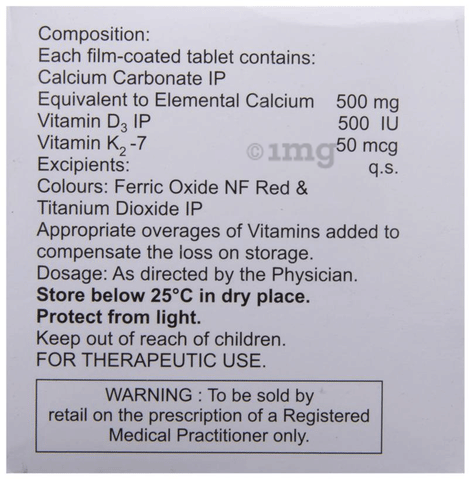 Composition:
Each film-coated tablet contains:
Calcium Carbonate IP
Equivalent to Elemental Calcium 500 mg
Vitamin D3 IP 500 IU
Vitamin K2 -7 50 mcg
©1mg
Excipients: q.s.
Colours: Ferric Oxide NF Red &
Titanium Dioxide IP
Appropriate overages of Vitamins added to
compensate the loss on storage.
Dosage: As directed by the Physician.
Store below 25°C in dry place.
Protect from light.
Keep out of reach of children.
FOR THERAPEUTIC USE.
WARNING : To be sold by
retail on the prescription of a Registered
Medical Practitioner only.